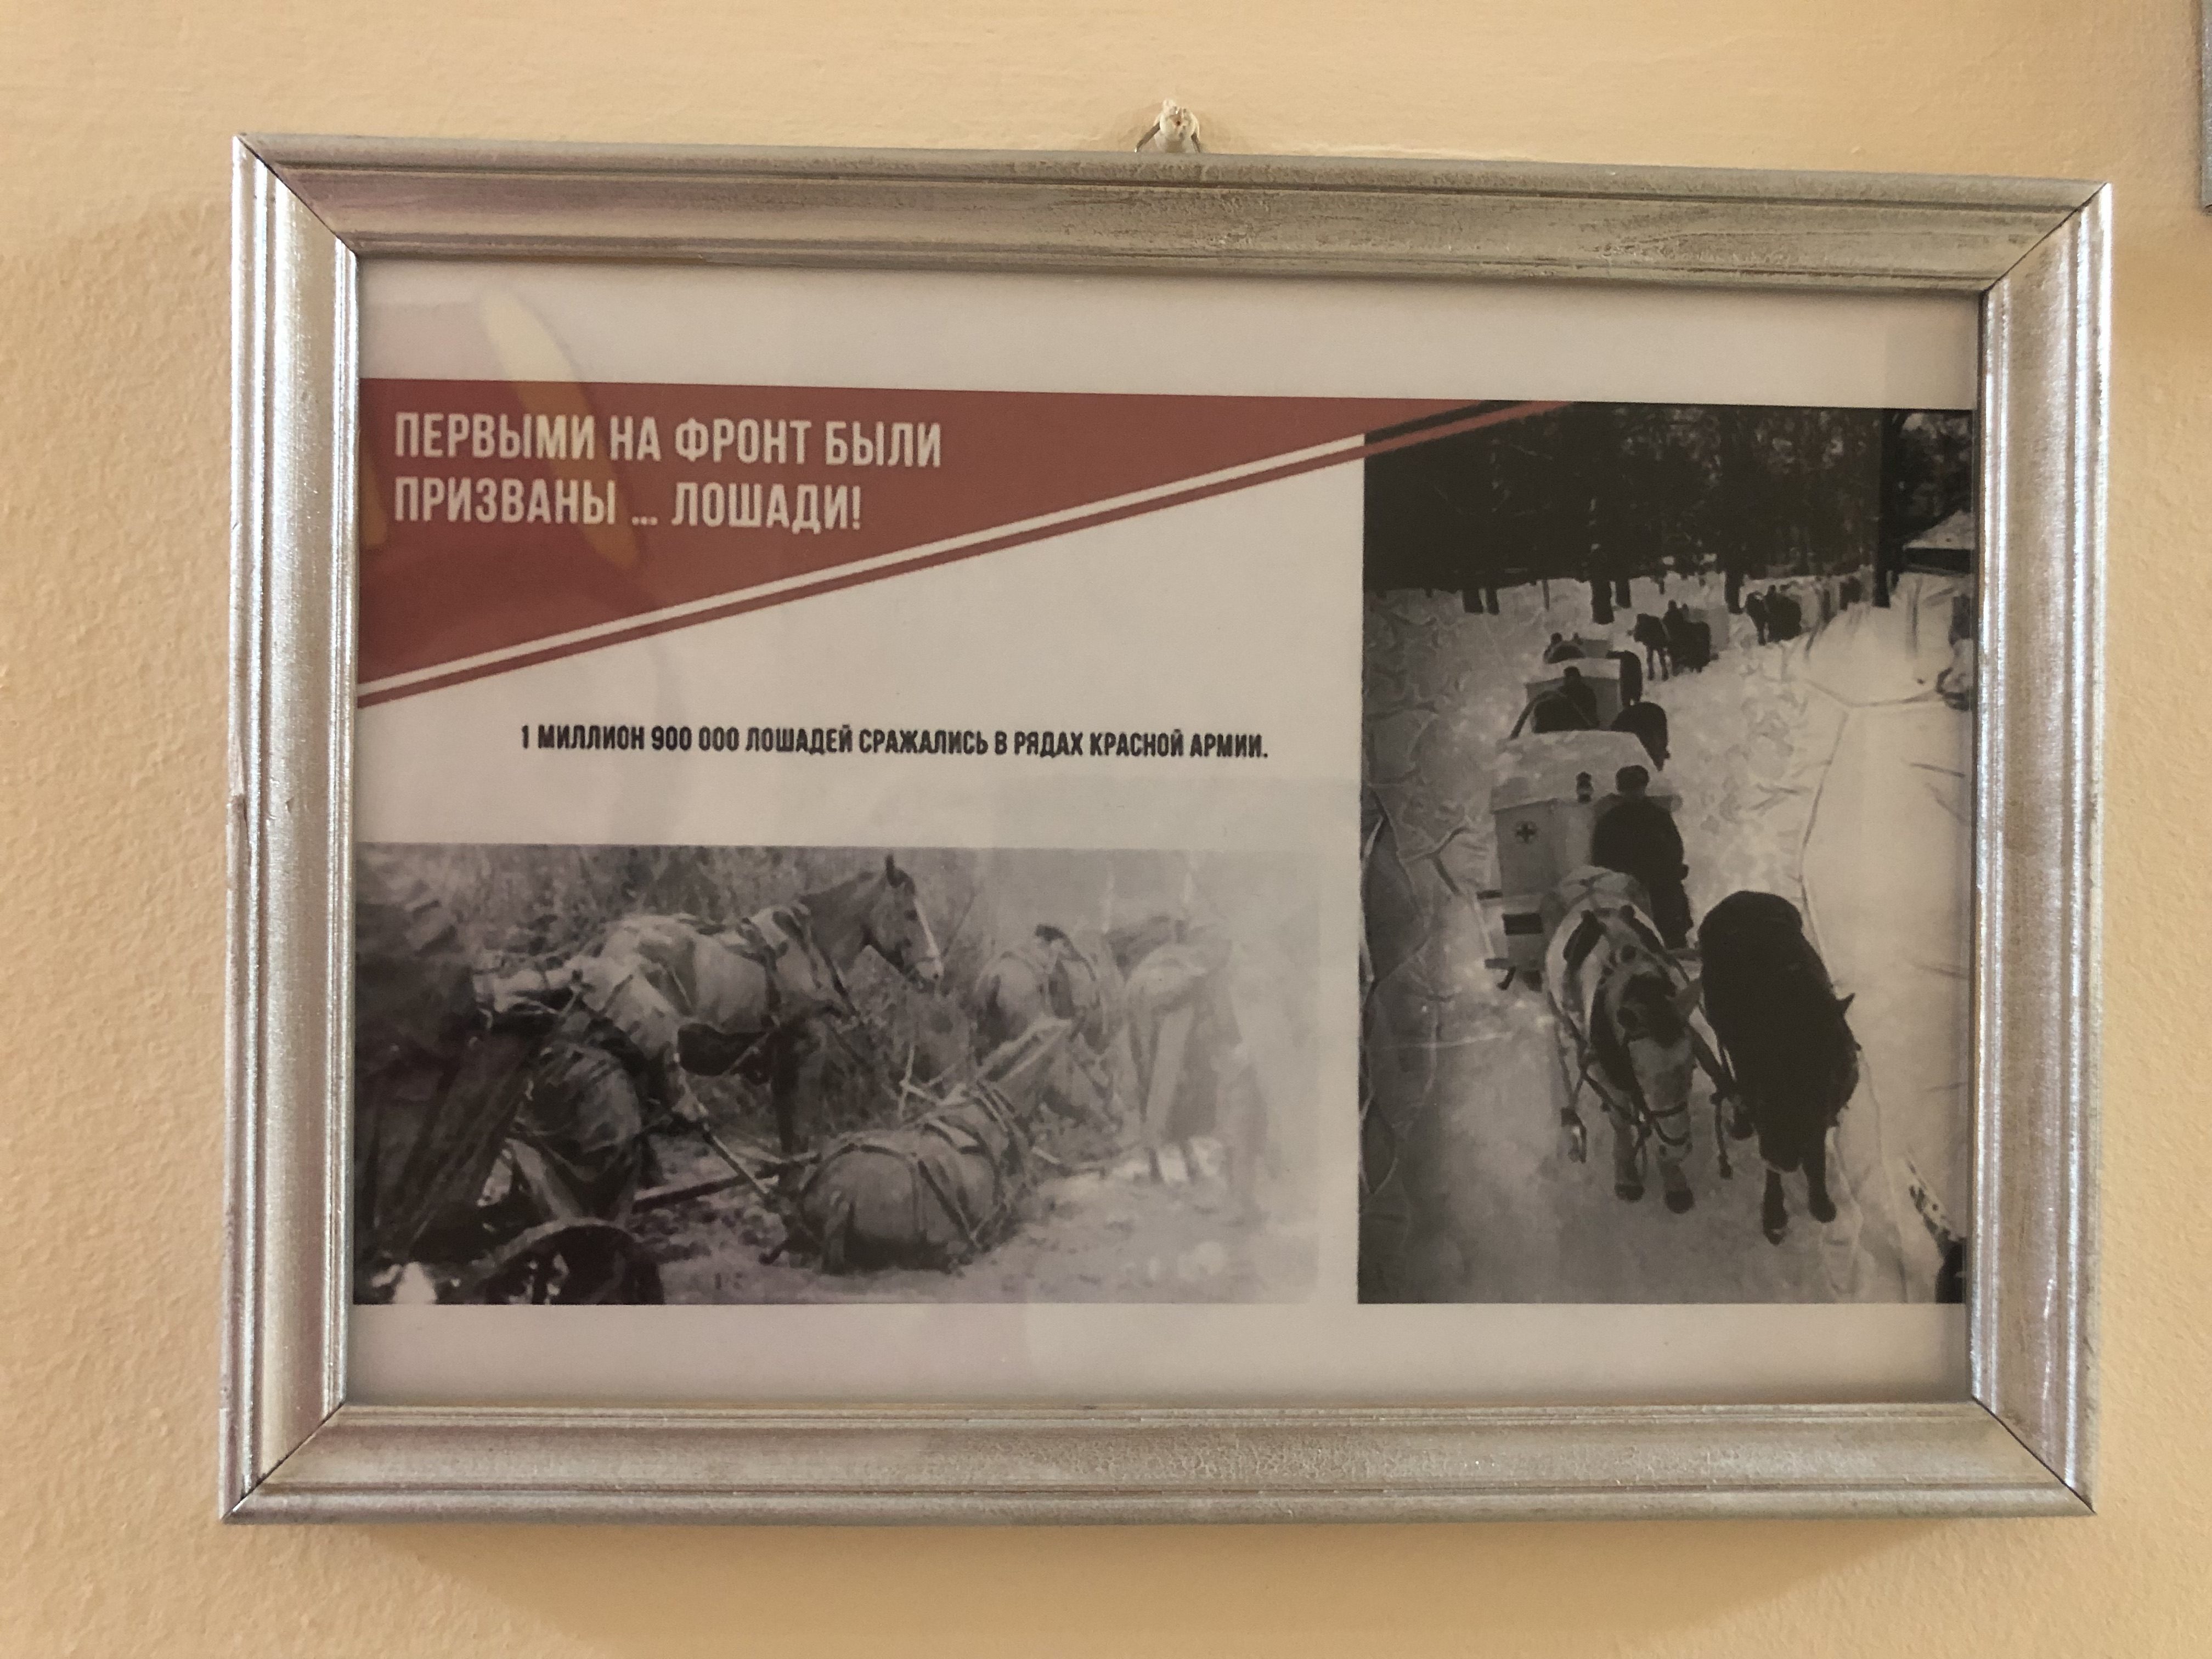 ПЕРВЫМИ НА ФРОНТ БЫЛИ
ПРИЗВАНЫ ... ЛОШАДИ!
1 МИЛЛИОН 900 000 ЛОШАДЕЙ СРАЖАЛИСЬ В РЯДАХ КРАСНОЙ АРМИИ.